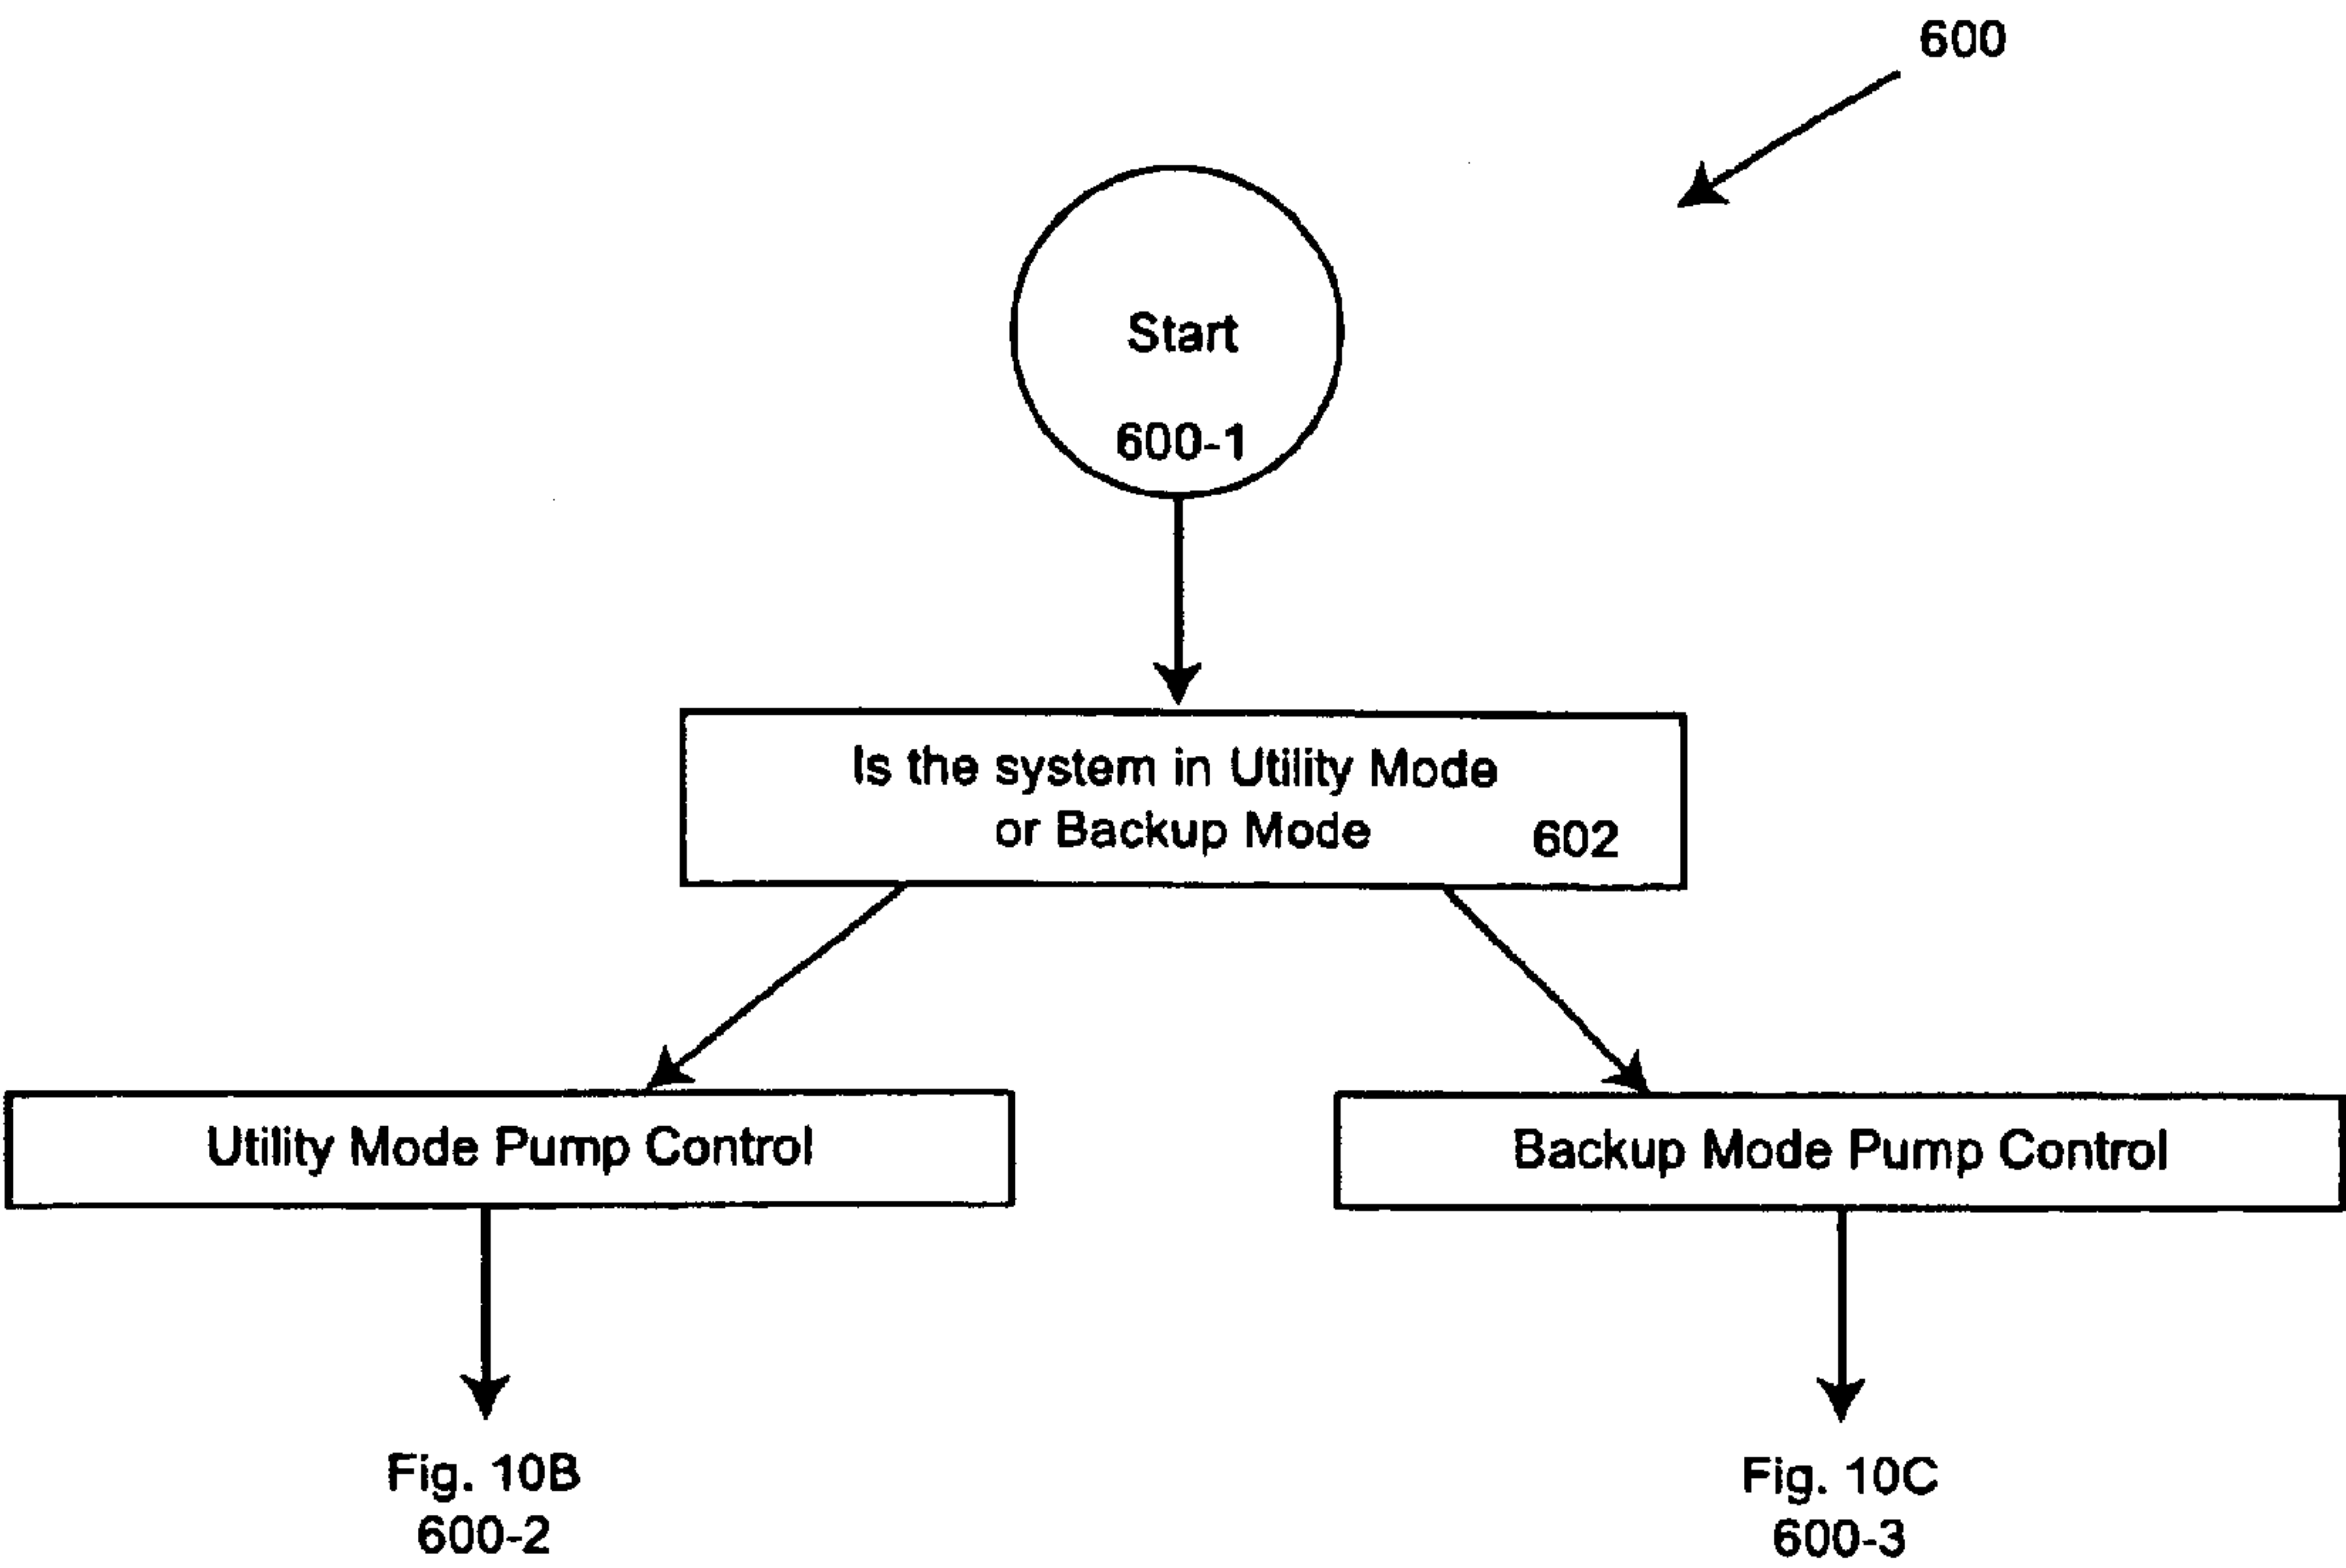 600
Start
600-1
Is the system in Utility Mode
or Backup Mode
602
Utility Mode Pump Control
Backup Mode Pump Control
Fig. 10B
600-2
Fig. 10C
600-3